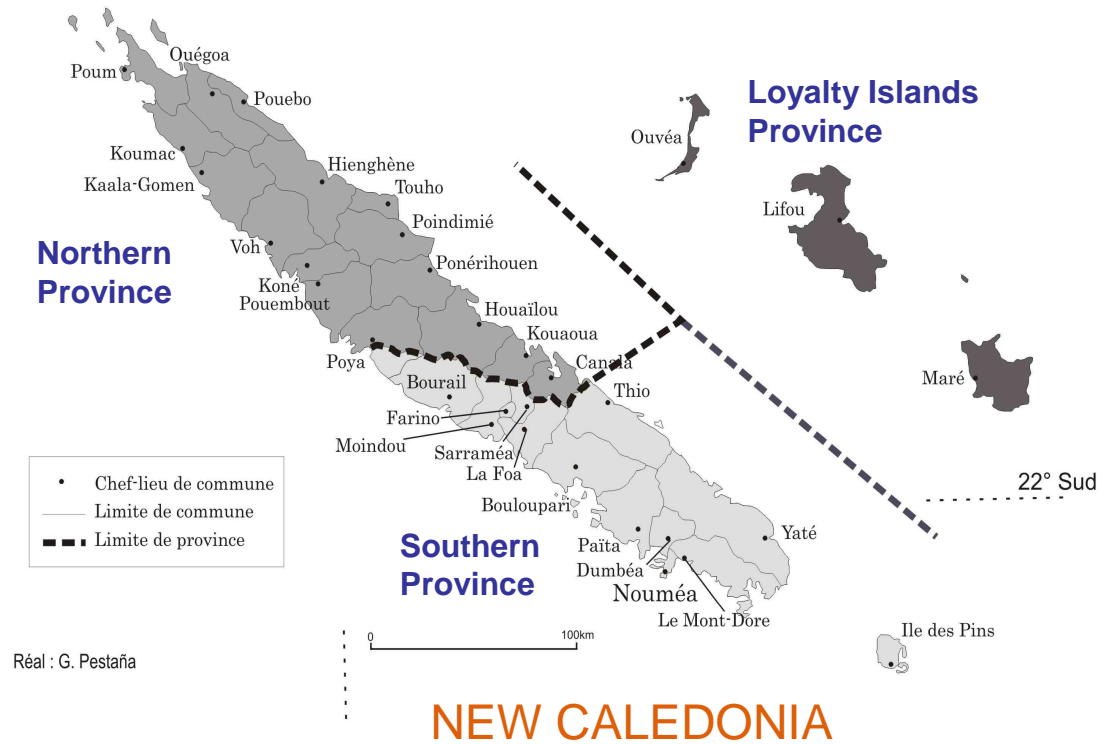 Ouégoa
Poum
Pouebo
Loyalty Islands
Province
Ouvéa
Koumac
Hienghène
Kaala-Gomen
Touho
Lifou
Poindimié
Northern
Province
Voh
Ponérihouen
Koné
Pouembout
Houaïlou
Kouaoua
Poya
Canala
Maré
Bourail
Thio
Farino
Moindou
Sarraméa
La Foa
Chef-lieu de commune
Limite de commune
Limite de province
22° Sud
Bouloupari
Southern
Province
Païta
Yaté
Dumbéa
Nouméa
Le Mont-Dore
Ile des Pins
0 100km
Réal : G. Pestaña
NEW CALEDONIA